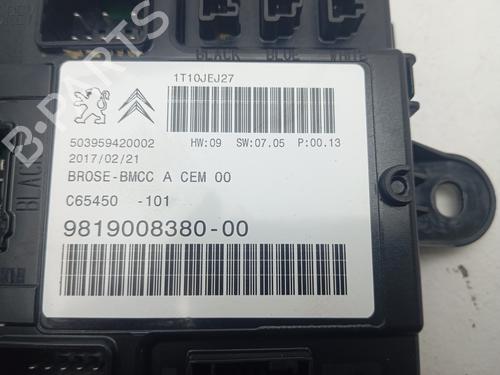 BLACK BLUE WHITE
1T10JEJ27
503959420002 HW:09 SW:07.05 P:00.13
2017/02/21
BROSE-BMCC A CEM 00
C65450 -101
9819008380-00
BLACK
B-PARTS